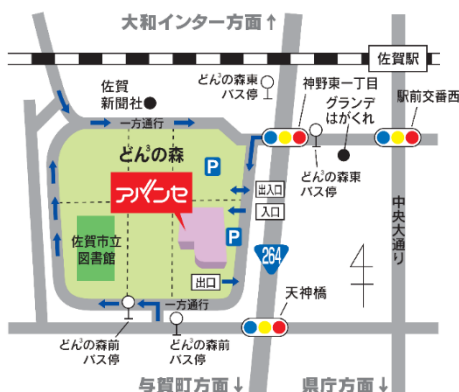 大和インター方面↑
佐賀駅
どん3の森東
バス停
神野東一丁目
グランデ
はがくれ
駅前交番西
佐賀
新聞社
一方通行
どん3の森
P
アバンセ
出入口
入口
どん3の森東
バス停
佐賀市立
図書館
P
264
中央大通り
出口
一方通行
天神橋
どん3の森前
バス停
どん3の森前
バス停
与賀町方面↓
県庁方面↓